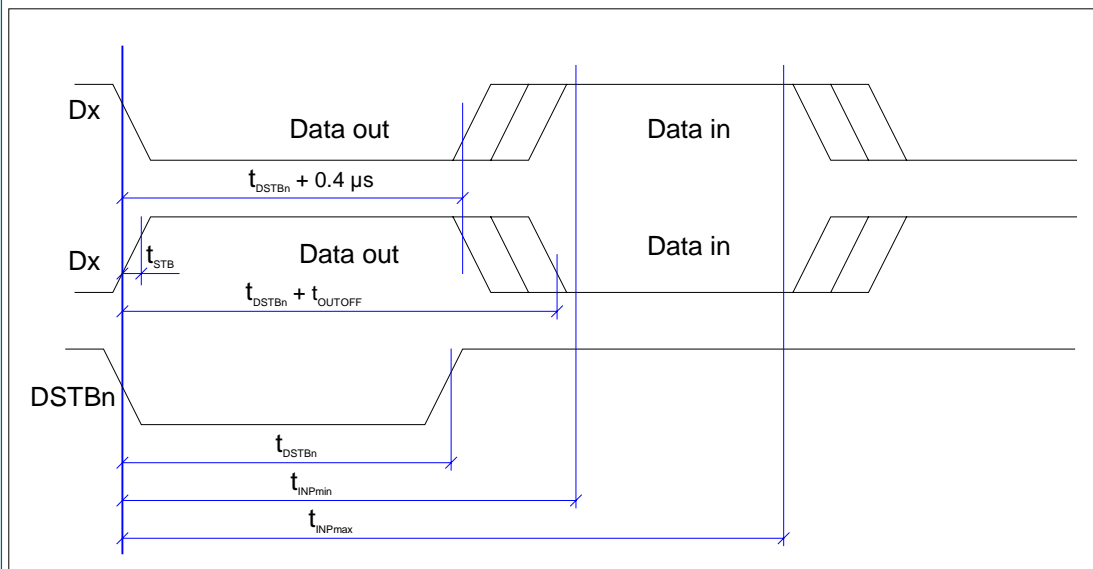 Dx
Data out
Data in
tDSTBn + 0.4 µs
Dx
tSTB
Data out
Data in
tDSTBn + tOUTOFF
DSTBn
tDSTBn
tINPmin
tINPmax